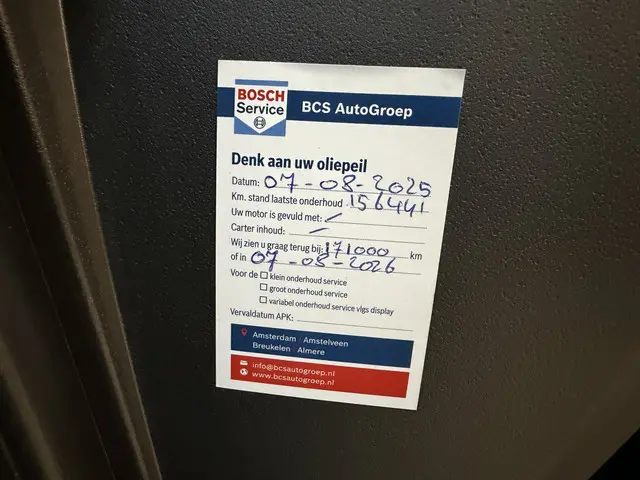 BOSCH
Service
BCS AutoGroep
Denk aan uw oliepeil
Datum: 07-08-2025
Km. stand laatste onderhoud 156441
Uw motor is gevuld met: /
Carter inhoud: /
Wij zien u graag terug bij: 171000 km
of in 07-08-2026
Voor de □ klein onderhoud service
□ groot onderhoud service
□ variabel onderhoud service vlgs display
Vervaldatum APK:
Amsterdam | Amstelveen
Breukelen | Almere
info@bcsautogroep.nl
www.bcsautogroep.nl